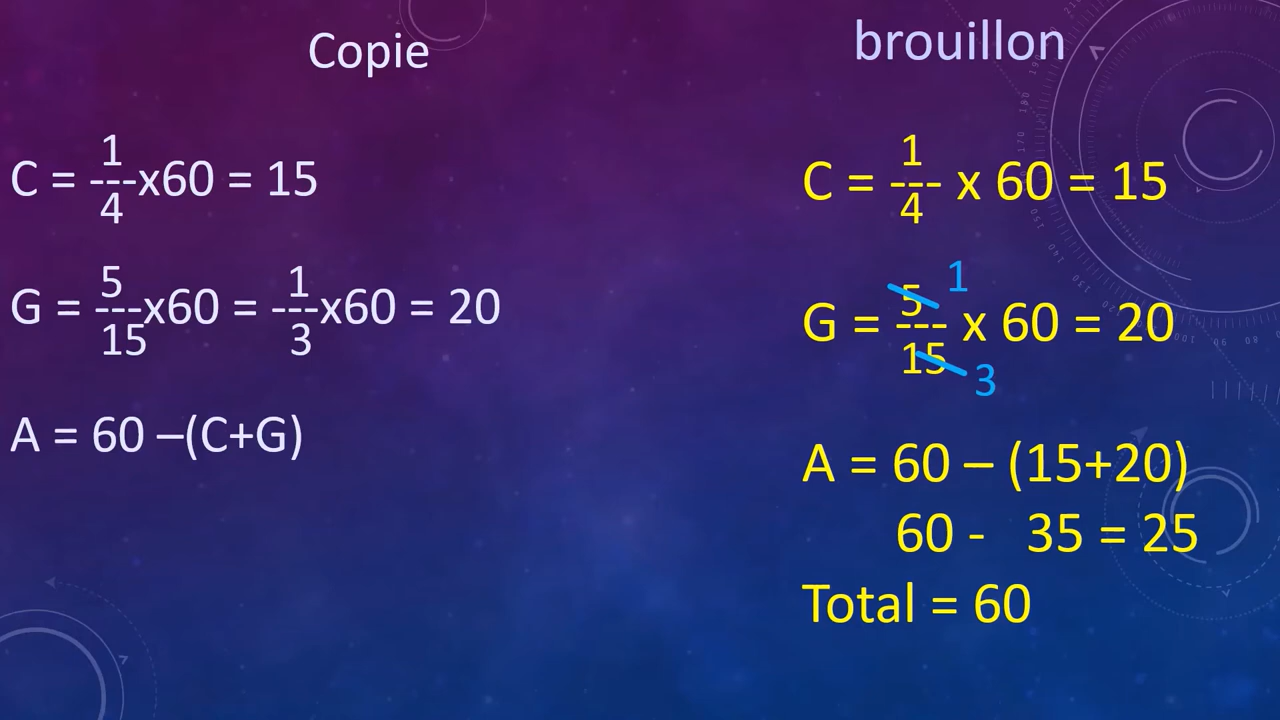 Copie
C = 1/4 x60 = 15
G = 5/15 x60 = 1/3 x60 = 20
A = 60 –(C+G)
brouillon
C = 1/4 x 60 = 15
G = 5/15 x 60 = 20
1
3
A = 60 – (15+20)
60 - 35 = 25
Total = 60